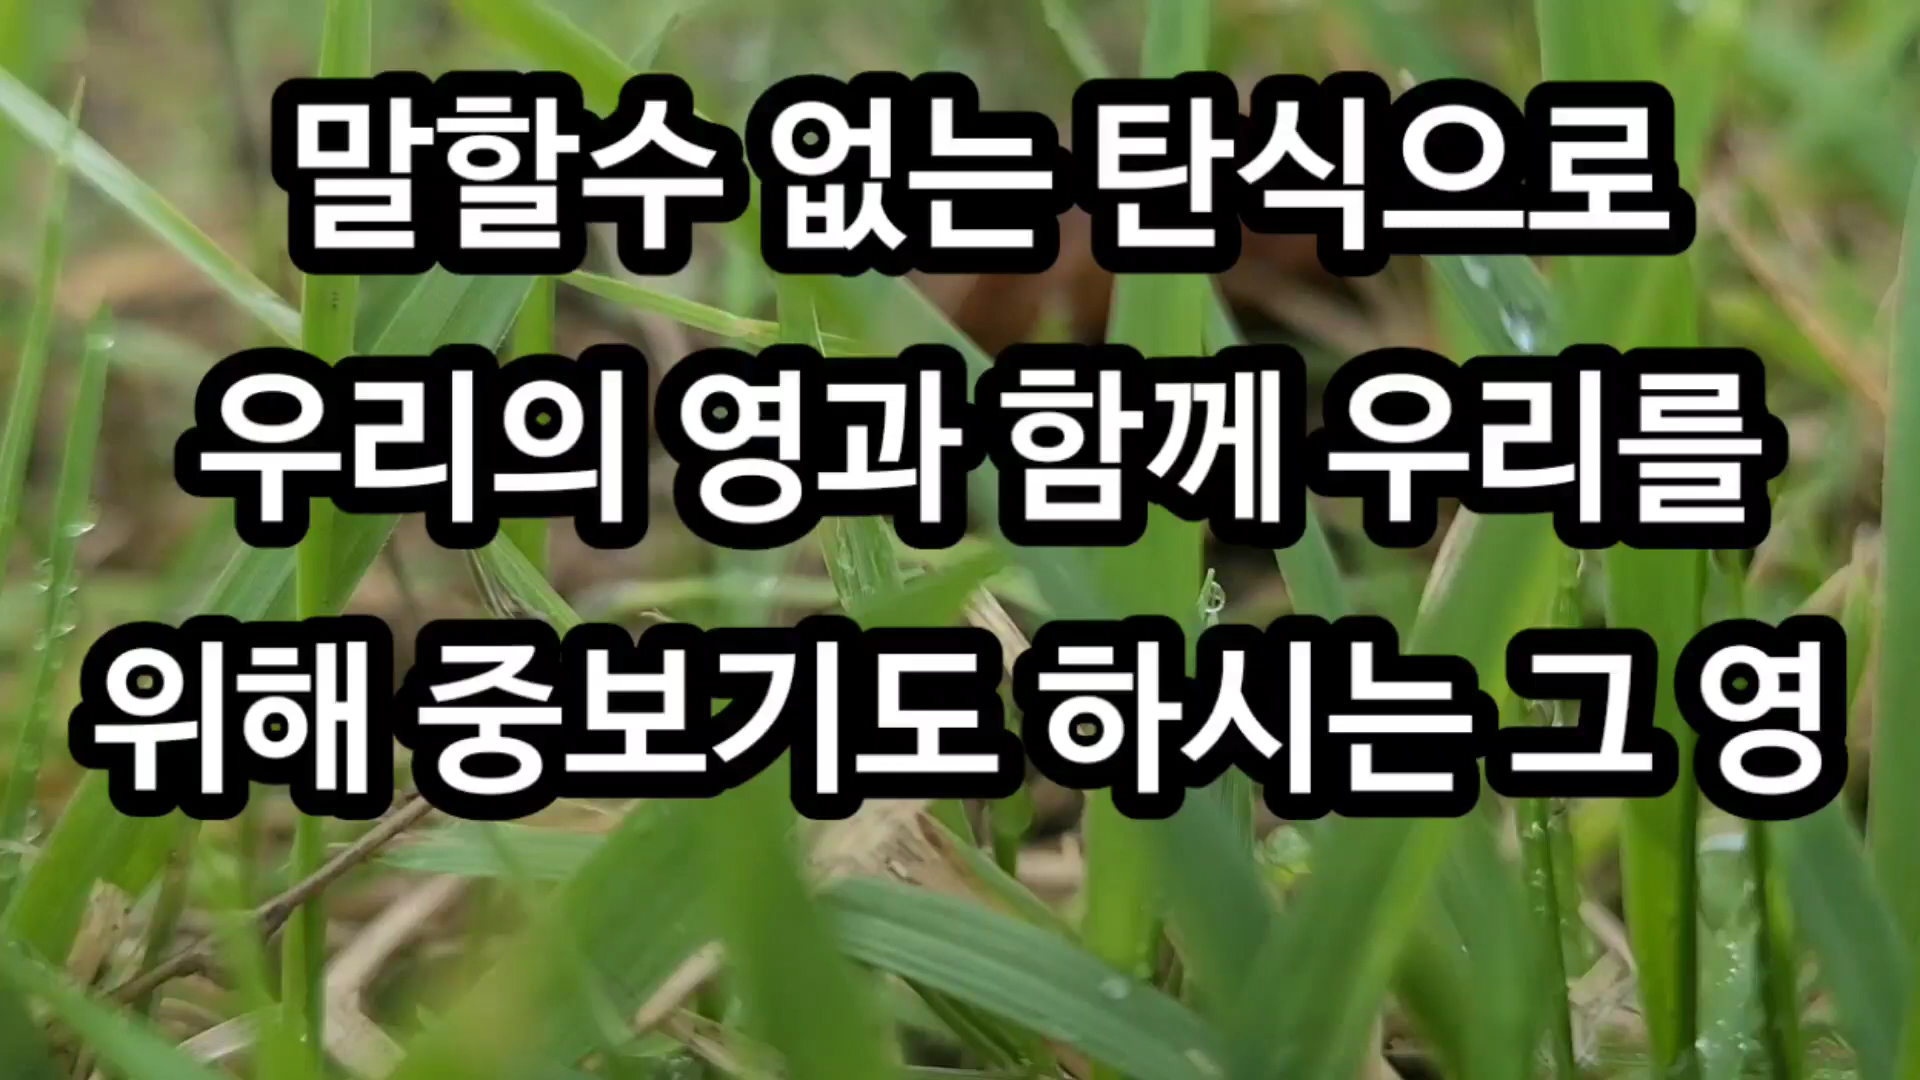 말할수 없는 탄식으로
우리의 영과 함께 우리를
위해 중보기도 하시는 그 영